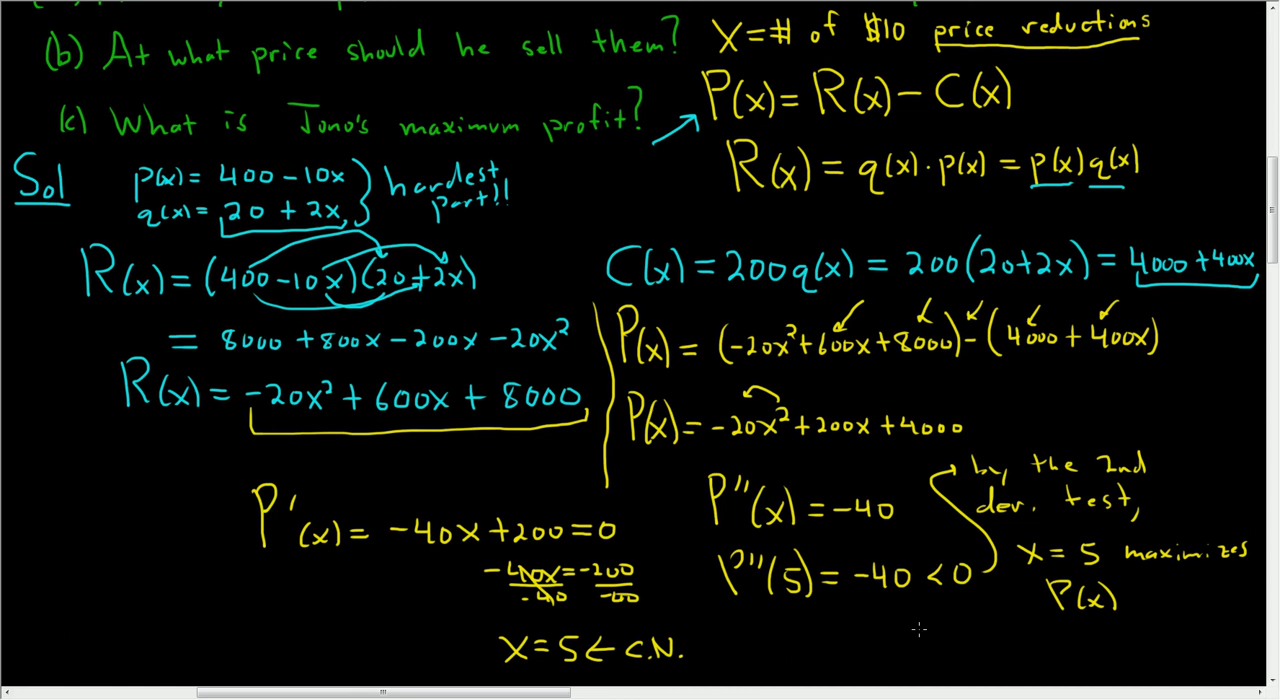 (b) At what price should he sell them?
(c) What is Jono's maximum profit?
X = # of $10 price reductions
P(x) = R(x) - C(x)
R(x) = q(x) · p(x) = p(x) q(x)
Sol
p(x) = 400 - 10x
q(x) = 20 + 2x
hardest
part!!
R(x) = (400 - 10x)(20 + 2x)
= 8000 + 800x - 200x - 20x²
R(x) = -20x² + 600x + 8000
C(x) = 200q(x) = 200(20+2x) = 4000 + 400x
P(x) = (-20x² + 600x + 8000) - (4000 + 400x)
P(x) = -20x² + 200x + 4000
P'(x) = -40x + 200 = 0
-40x = -200
-40 -40
X = 5 ← C.N.
P''(x) = -40
P''(5) = -40 < 0
by the 2nd
der. test,
x = 5 maximizes
P(x)